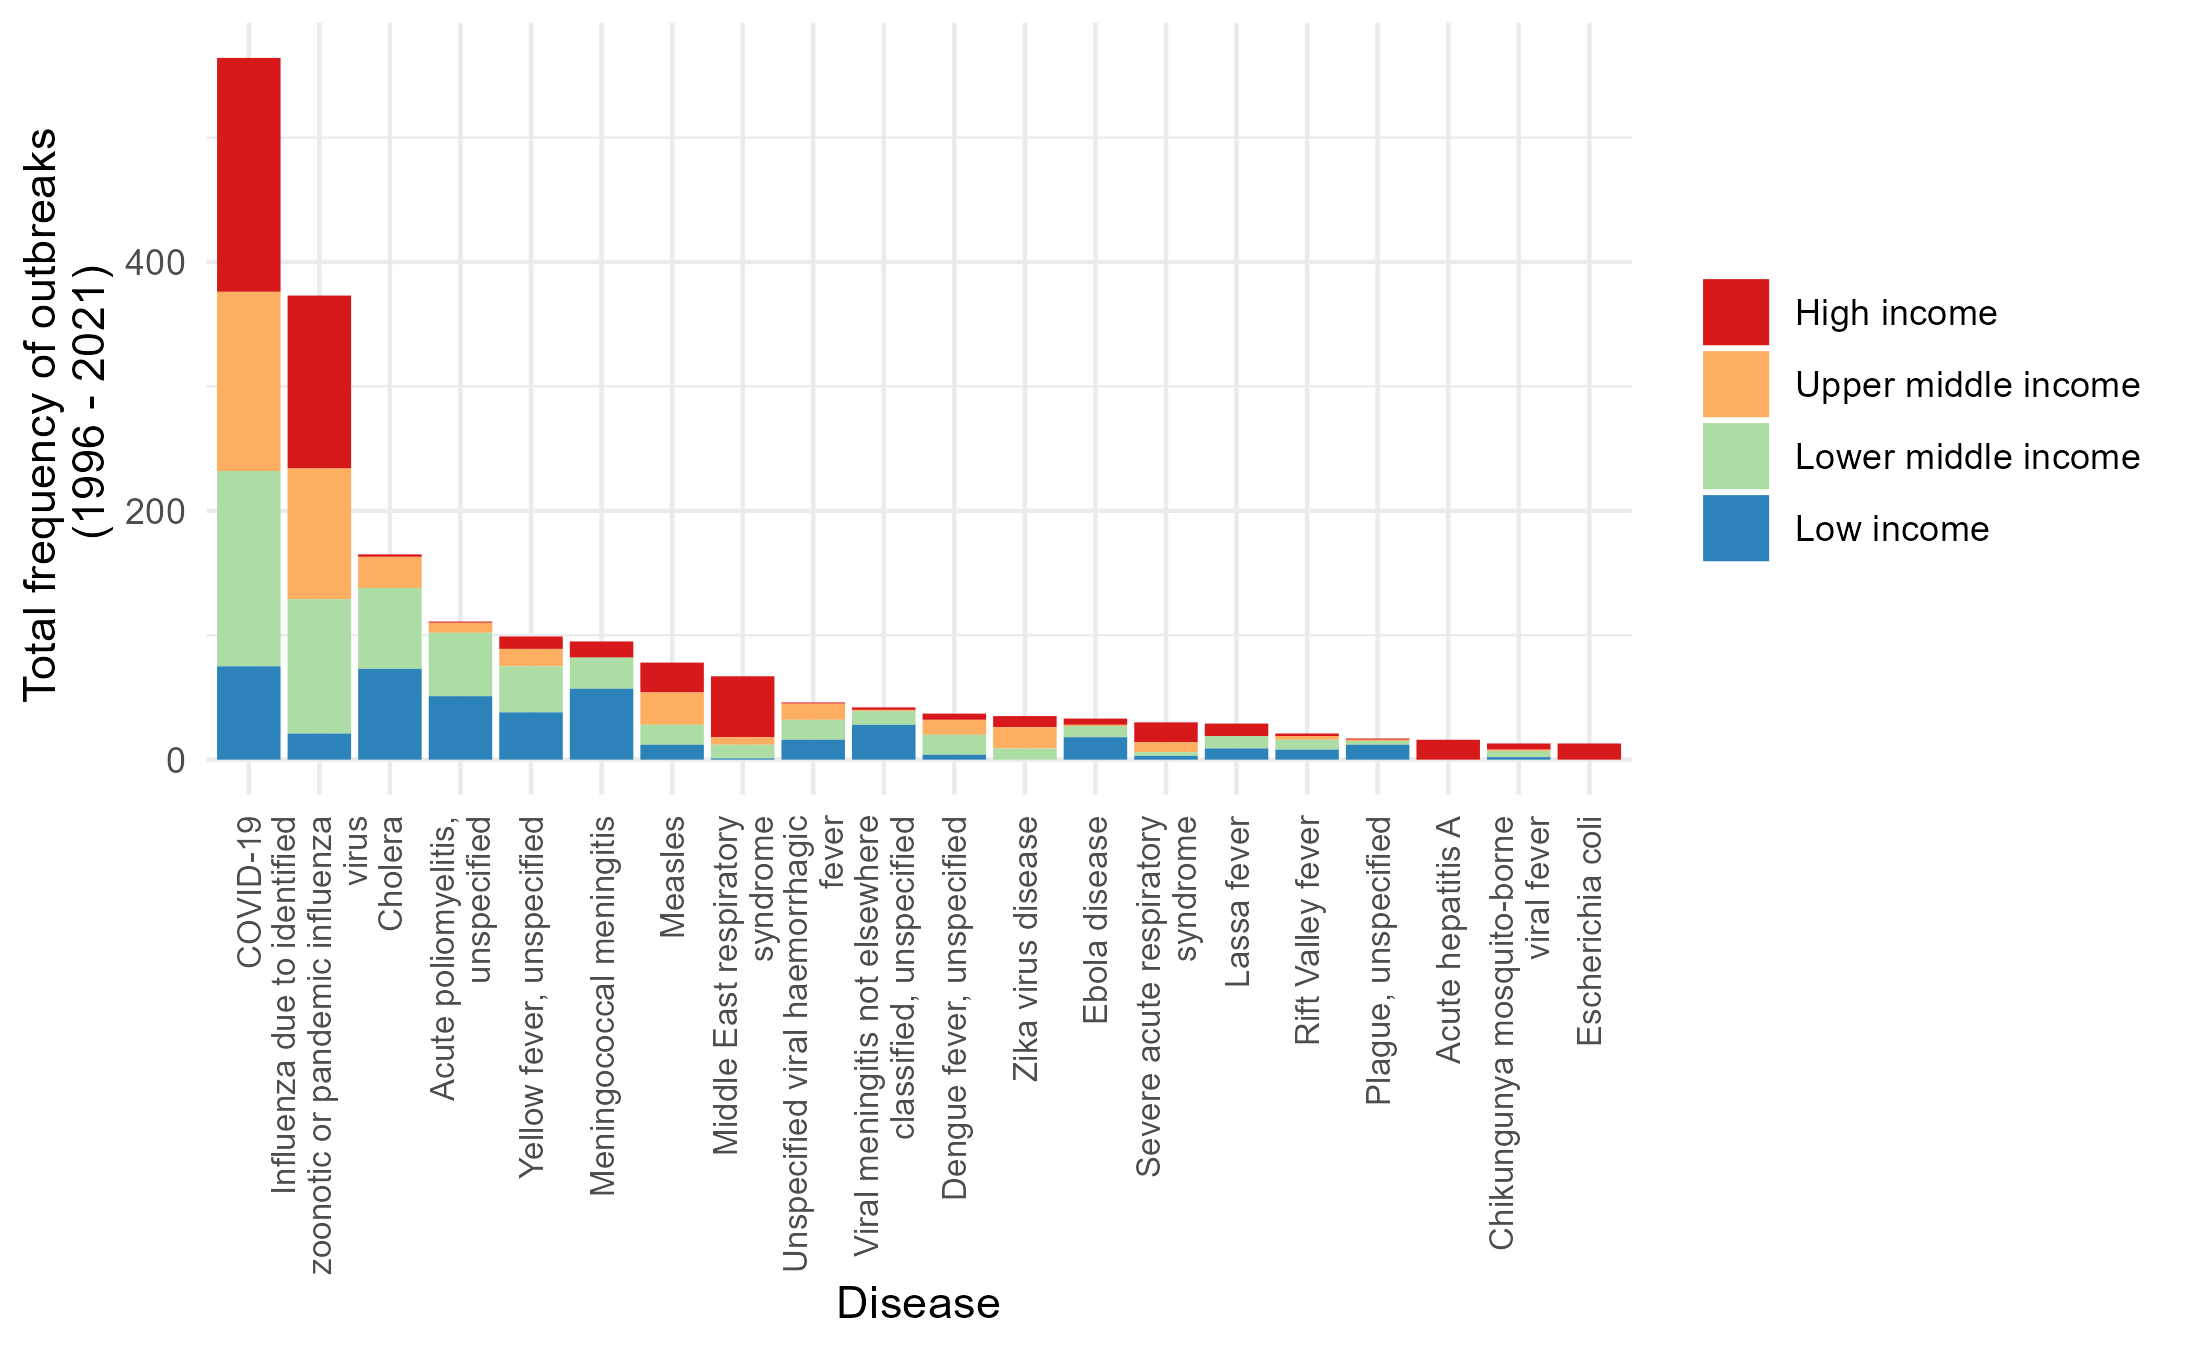 Total frequency of outbreaks
(1996 - 2021)
400
200
0
COVID-19
Influenza due to identified
zoonotic or pandemic influenza
virus
Cholera
Acute poliomyelitis,
unspecified
Yellow fever, unspecified
Meningococcal meningitis
Measles
Middle East respiratory
syndrome
Unspecified viral haemorrhagic
fever
Viral meningitis not elsewhere
classified, unspecified
Dengue fever, unspecified
Zika virus disease
Ebola disease
Severe acute respiratory
syndrome
Lassa fever
Rift Valley fever
Plague, unspecified
Acute hepatitis A
Chikungunya mosquito-borne
viral fever
Escherichia coli
Disease
High income
Upper middle income
Lower middle income
Low income